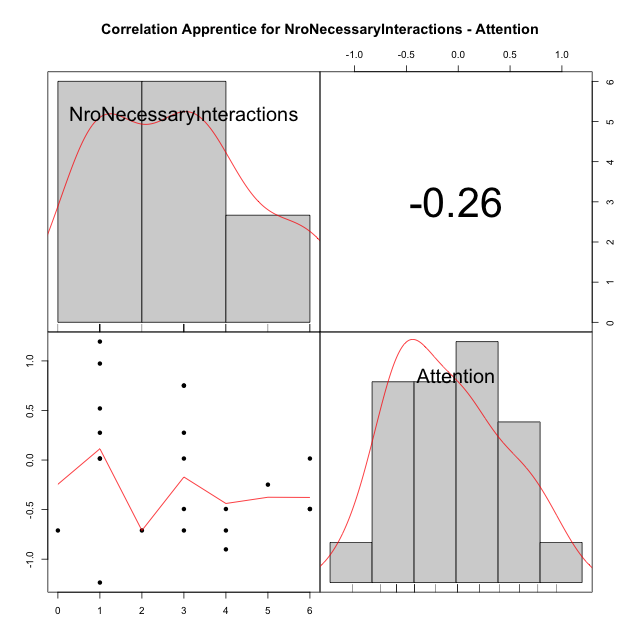 Correlation Apprentice for NroNecessaryInteractions - Attention
-1.0 -0.5 0.0 0.5 1.0
NroNecessaryInteractions
-0.26
6
5
4
3
2
1
0
1.0
0.5
0.0
-0.5
-1.0
Attention
0 1 2 3 4 5 6